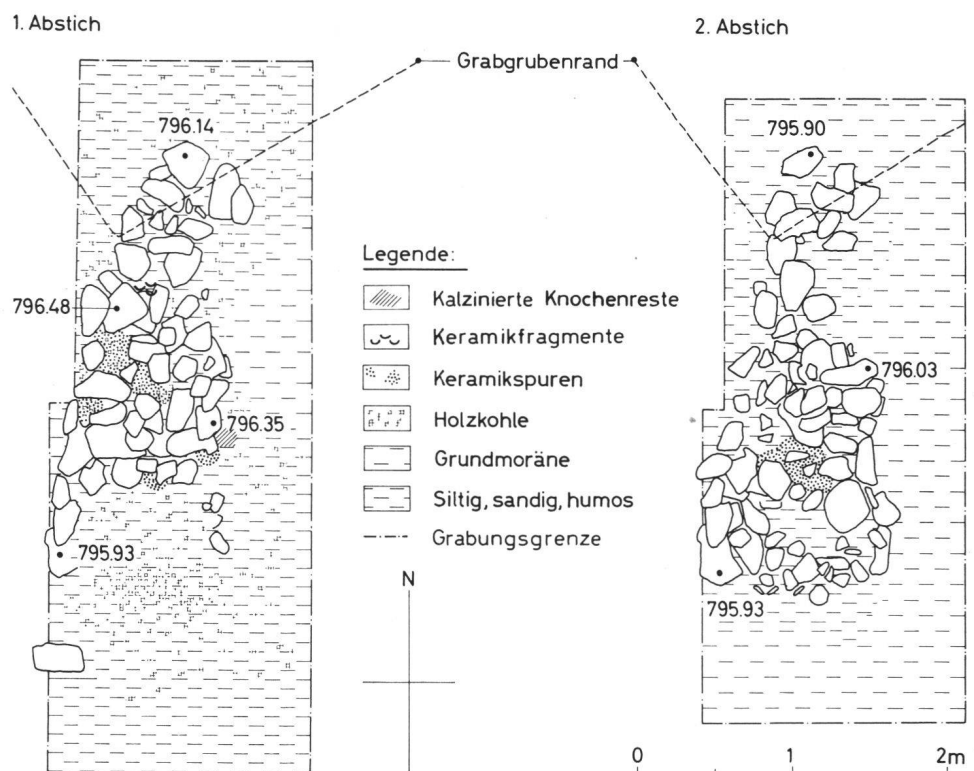 1. Abstich
2. Abstich
Grabgrubenrand
796.14
795.90
796.48
796.03
796.35
795.93
795.93
Legende:
Kalzinierte Knochenreste
Keramikfragmente
Keramikspuren
Holzkohle
Grundmoräne
Siltig, sandig, humos
Grabungsgrenze
N
0 1 2m